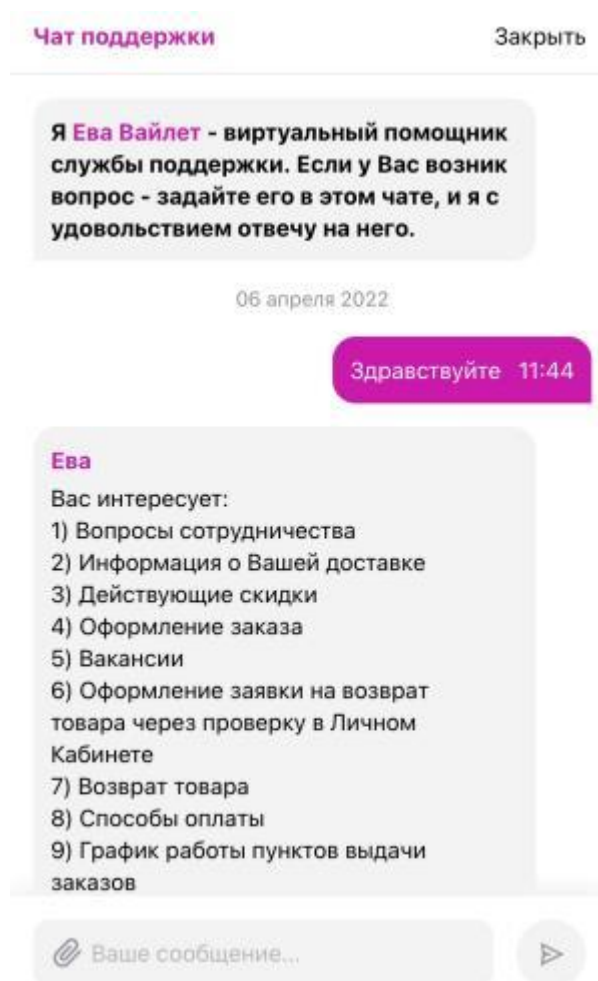 Чат поддержки Закрыть
Я Ева Вайлет - виртуальный помощник
службы поддержки. Если у Вас возник
вопрос - задайте его в этом чате, и я с
удовольствием отвечу на него.
06 апреля 2022
Здравствуйте 11:44
Ева
Вас интересует:
1) Вопросы сотрудничества
2) Информация о Вашей доставке
3) Действующие скидки
4) Оформление заказа
5) Вакансии
6) Оформление заявки на возврат
товара через проверку в Личном
Кабинете
7) Возврат товара
8) Способы оплаты
9) График работы пунктов выдачи
заказов
Ваше сообщение...